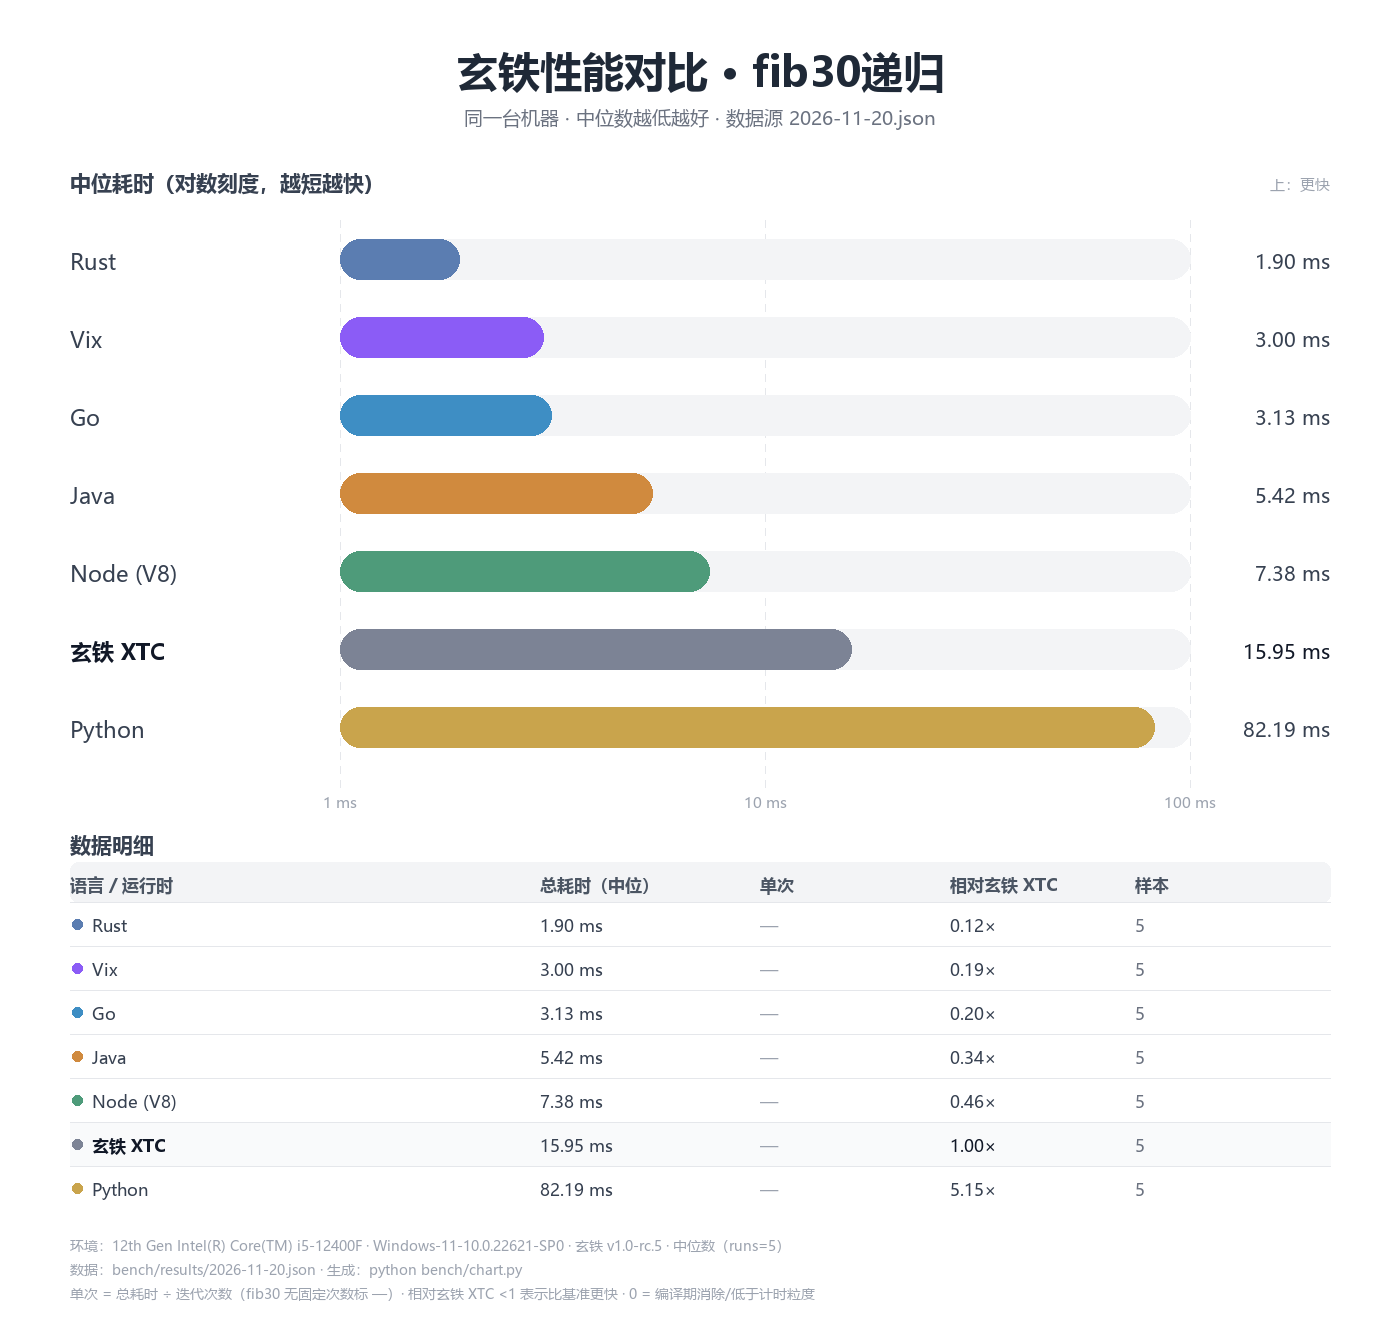 玄铁性能对比 • fib30递归
同一台机器 · 中位数越低越好 · 数据源 2026-11-20.json
中位耗时（对数刻度，越短越快） 上：更快
Rust 1.90 ms
Vix 3.00 ms
Go 3.13 ms
Java 5.42 ms
Node (V8) 7.38 ms
玄铁 XTC 15.95 ms
Python 82.19 ms
1 ms 10 ms 100 ms
数据明细
语言 / 运行时 总耗时（中位） 单次 相对玄铁 XTC 样本
Rust 1.90 ms — 0.12× 5
Vix 3.00 ms — 0.19× 5
Go 3.13 ms — 0.20× 5
Java 5.42 ms — 0.34× 5
Node (V8) 7.38 ms — 0.46× 5
玄铁 XTC 15.95 ms — 1.00× 5
Python 82.19 ms — 5.15× 5
环境：12th Gen Intel(R) Core(TM) i5-12400F · Windows-11-10.0.22621-SP0 · 玄铁 v1.0-rc.5 · 中位数（runs=5）
数据：bench/results/2026-11-20.json · 生成：python bench/chart.py
单次 = 总耗时 ÷ 迭代次数（fib30 无固定次数标 —）· 相对玄铁 XTC <1 表示比基准更快 · 0 = 编译期消除/低于计时粒度